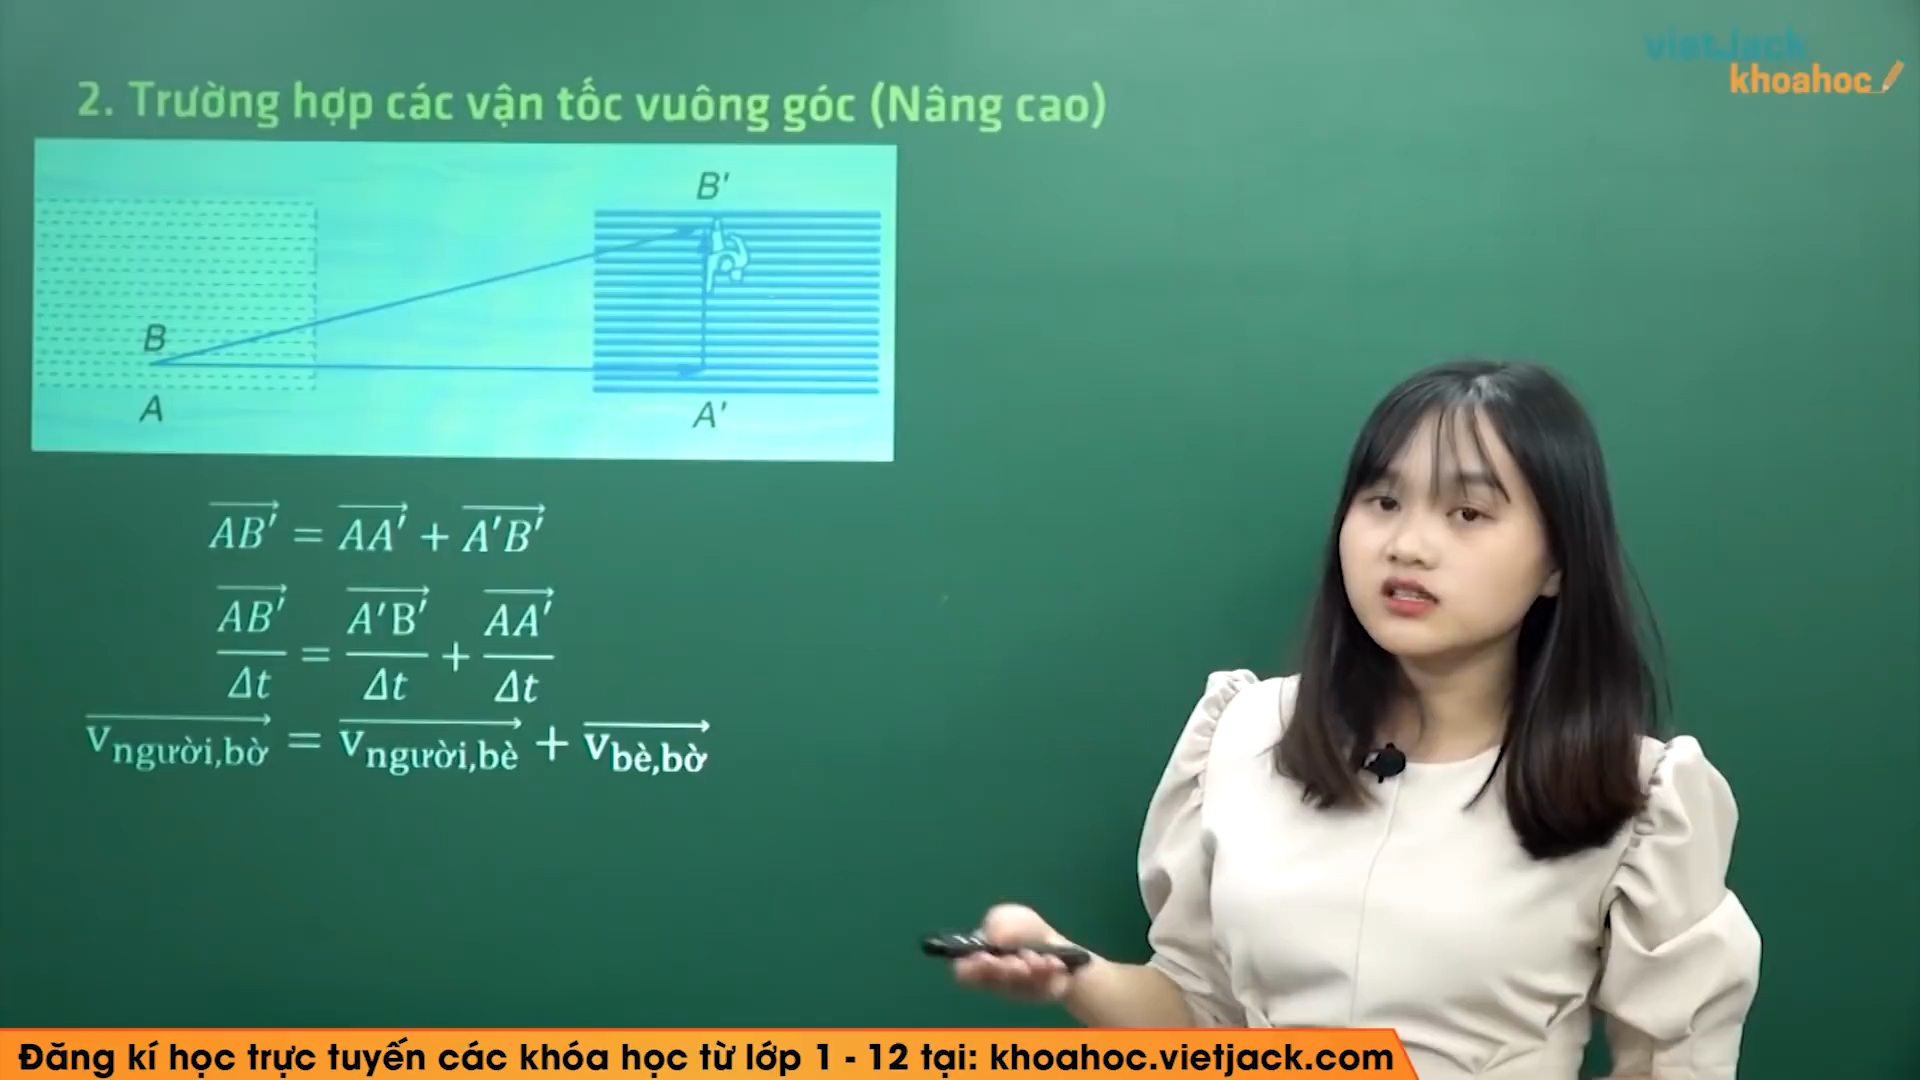 vietJack
khoahoc
2. Trường hợp các vận tốc vuông góc (Nâng cao)
B'
B
A
A'
AB' = AA' + A'B'
AB'/Δt = A'B'/Δt + AA'/Δt
v người,bờ = v người,bè + v bè,bờ
Đăng kí học trực tuyến các khóa học từ lớp 1 - 12 tại: khoahoc.vietjack.com